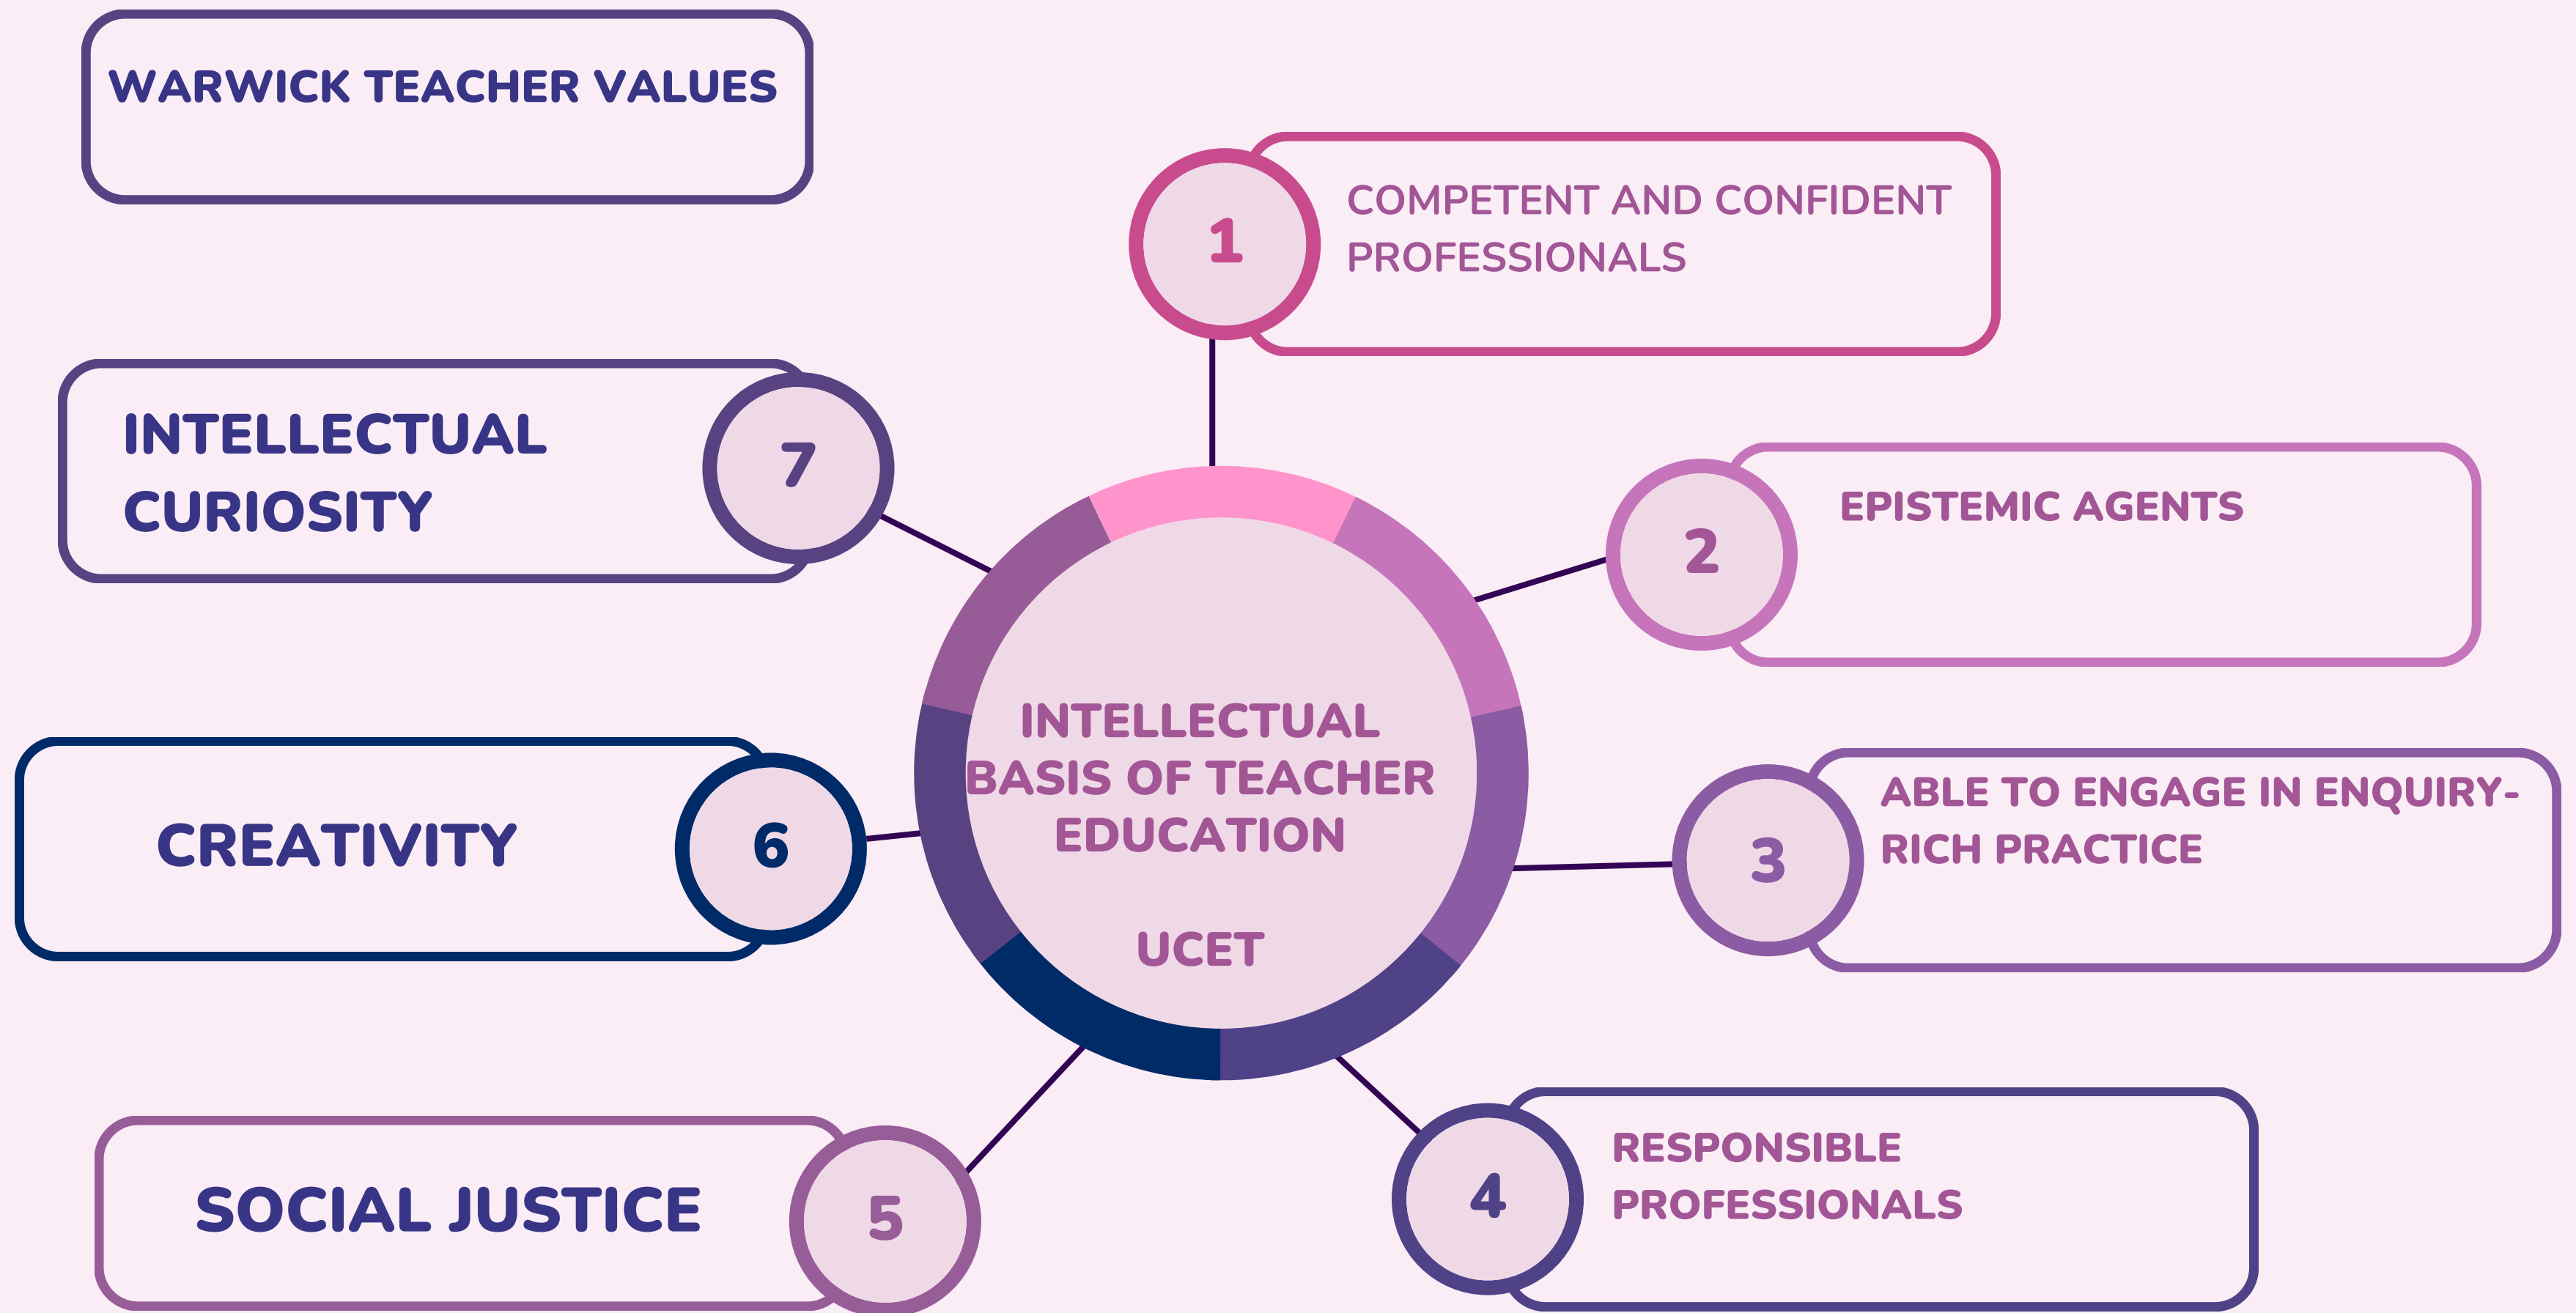 WARWICK TEACHER VALUES
1
COMPETENT AND CONFIDENT
PROFESSIONALS
2
EPISTEMIC AGENTS
3
ABLE TO ENGAGE IN ENQUIRY-
RICH PRACTICE
4
RESPONSIBLE
PROFESSIONALS
5
SOCIAL JUSTICE
6
CREATIVITY
7
INTELLECTUAL
CURIOSITY
INTELLECTUAL
BASIS OF TEACHER
EDUCATION
UCET